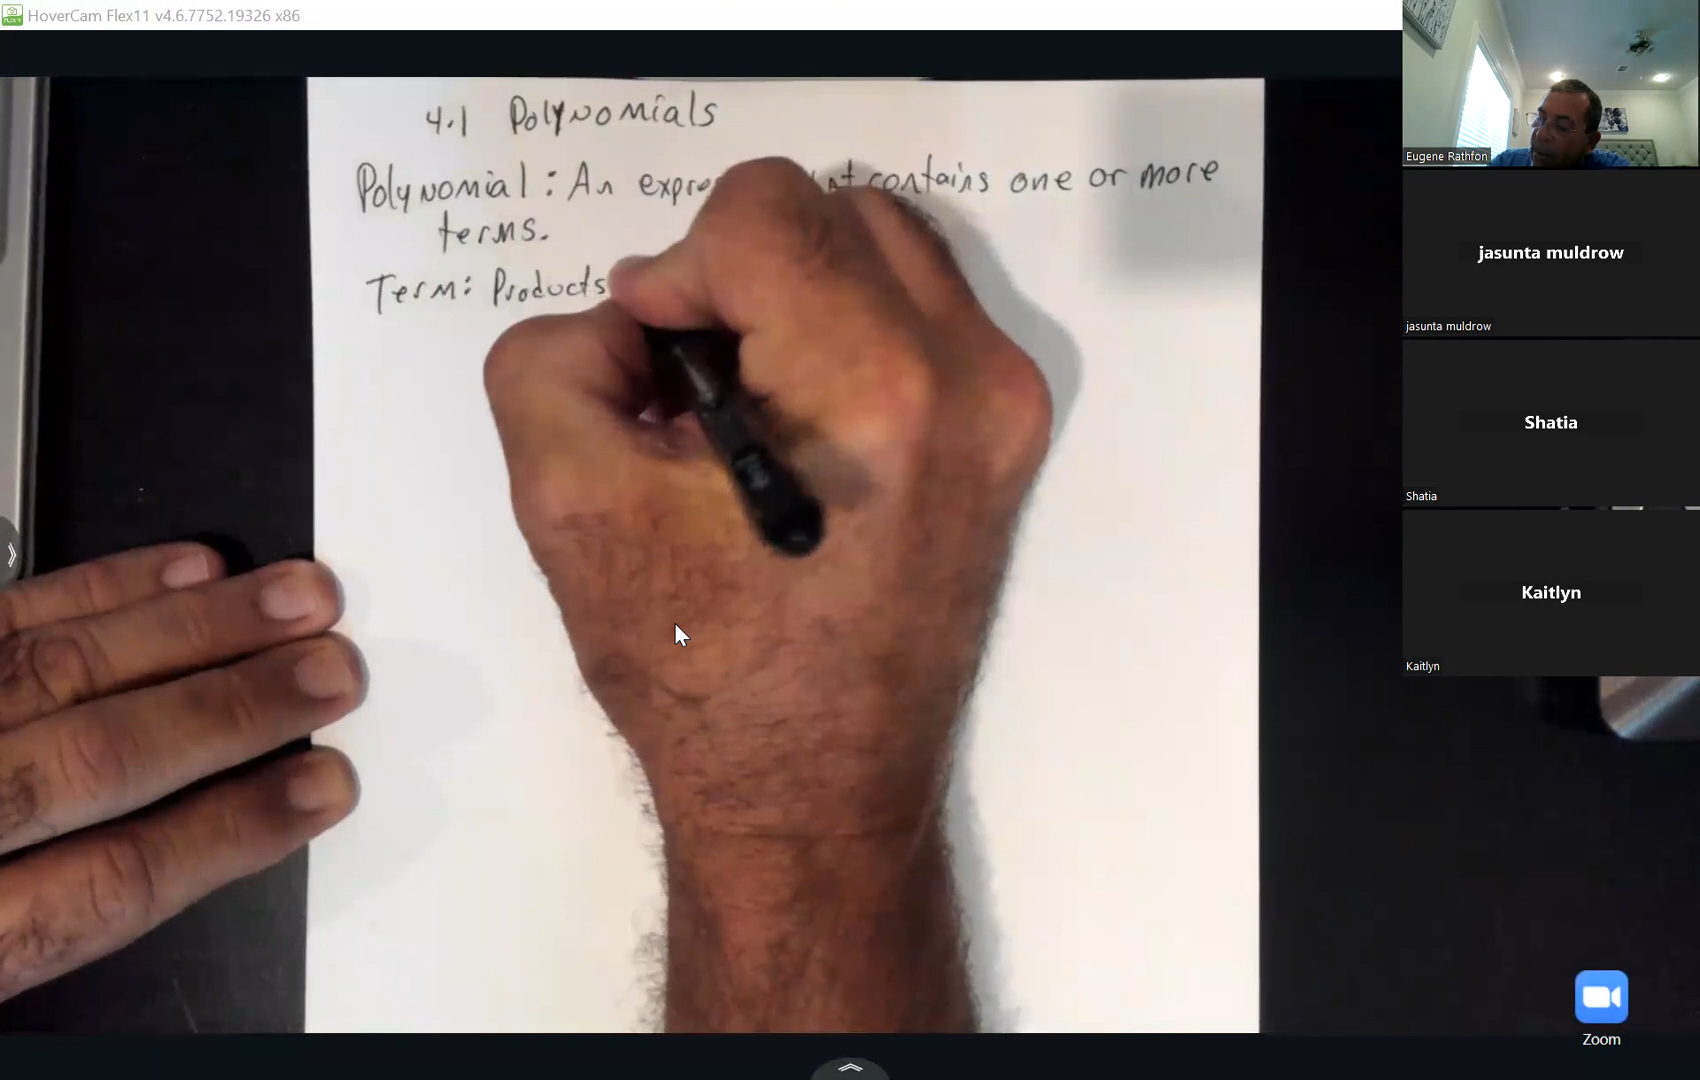 HoverCam Flex11 v4.6.7752.19326 x86
4.1 Polynomials
Polynomial: An contains one or more
terms.
Term: Products
Eugene Rathfon
jasunta muldrow
jasunta muldrow
Shatia
Shatia
Kaitlyn
Kaitlyn
Zoom